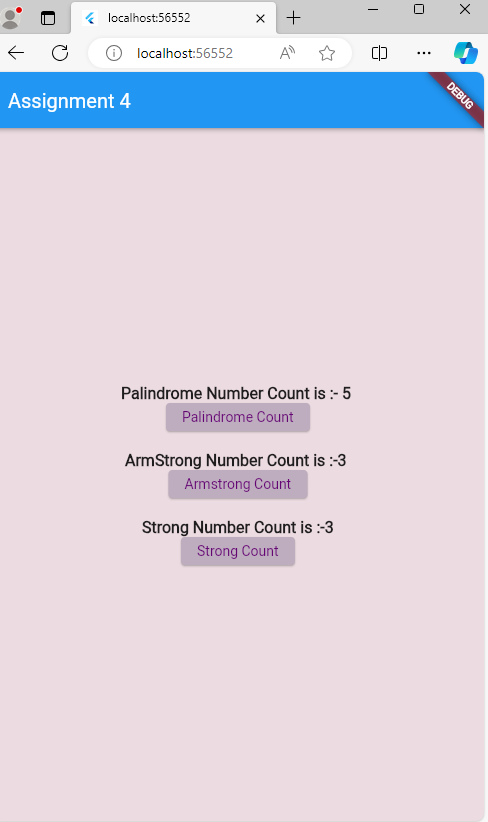 localhost:56552
localhost:56552
Assignment 4
DEBUG
Palindrome Number Count is :- 5
Palindrome Count
ArmStrong Number Count is :-3
Armstrong Count
Strong Number Count is :-3
Strong Count